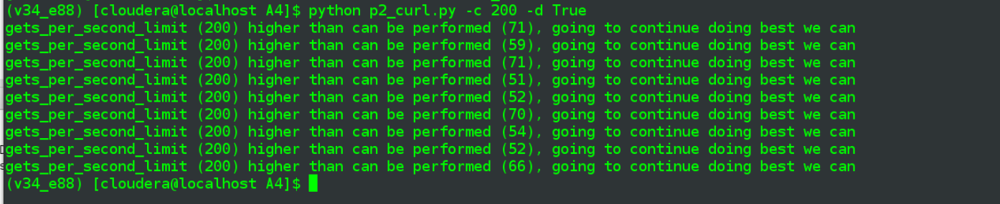 (v34_e88) [cloudera@localhost A4]$ python p2_curl.py -c 200 -d True
gets_per_second_limit (200) higher than can be performed (71), going to continue doing best we can
gets_per_second_limit (200) higher than can be performed (59), going to continue doing best we can
gets_per_second_limit (200) higher than can be performed (71), going to continue doing best we can
gets_per_second_limit (200) higher than can be performed (51), going to continue doing best we can
gets_per_second_limit (200) higher than can be performed (52), going to continue doing best we can
gets_per_second_limit (200) higher than can be performed (70), going to continue doing best we can
gets_per_second_limit (200) higher than can be performed (54), going to continue doing best we can
gets_per_second_limit (200) higher than can be performed (52), going to continue doing best we can
gets_per_second_limit (200) higher than can be performed (66), going to continue doing best we can
(v34_e88) [cloudera@localhost A4]$